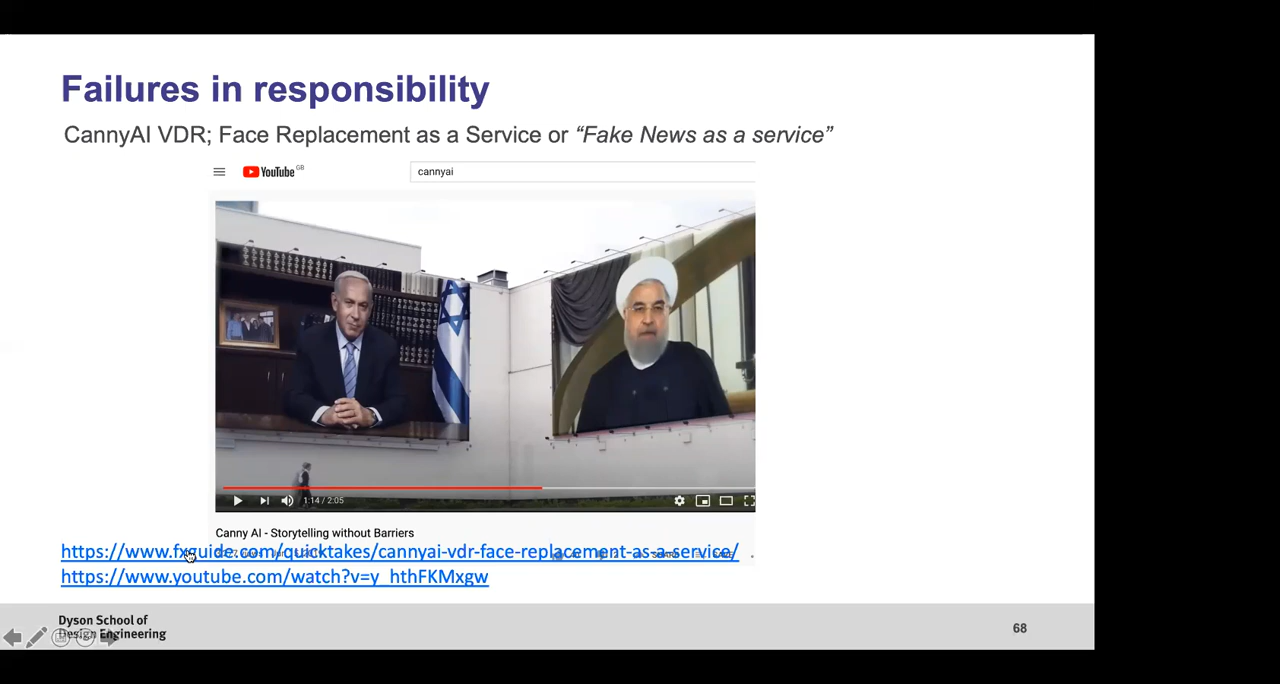 Failures in responsibility
CannyAI VDR; Face Replacement as a Service or “Fake News as a service”
YouTube GB
cannyai
1:14 / 2:05
Canny AI - Storytelling without Barriers
https://www.fxguide.com/quicktakes/cannyai-vdr-face-replacement-as-a-service/
https://www.youtube.com/watch?v=y_hthFKMxgw
Dyson School of
Design Engineering
68